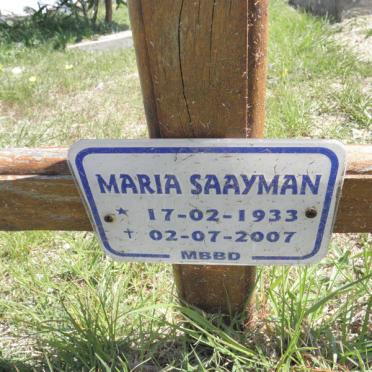 MARIA SAAYMAN
★ 17-02-1933
† 02-07-2007
MBBD